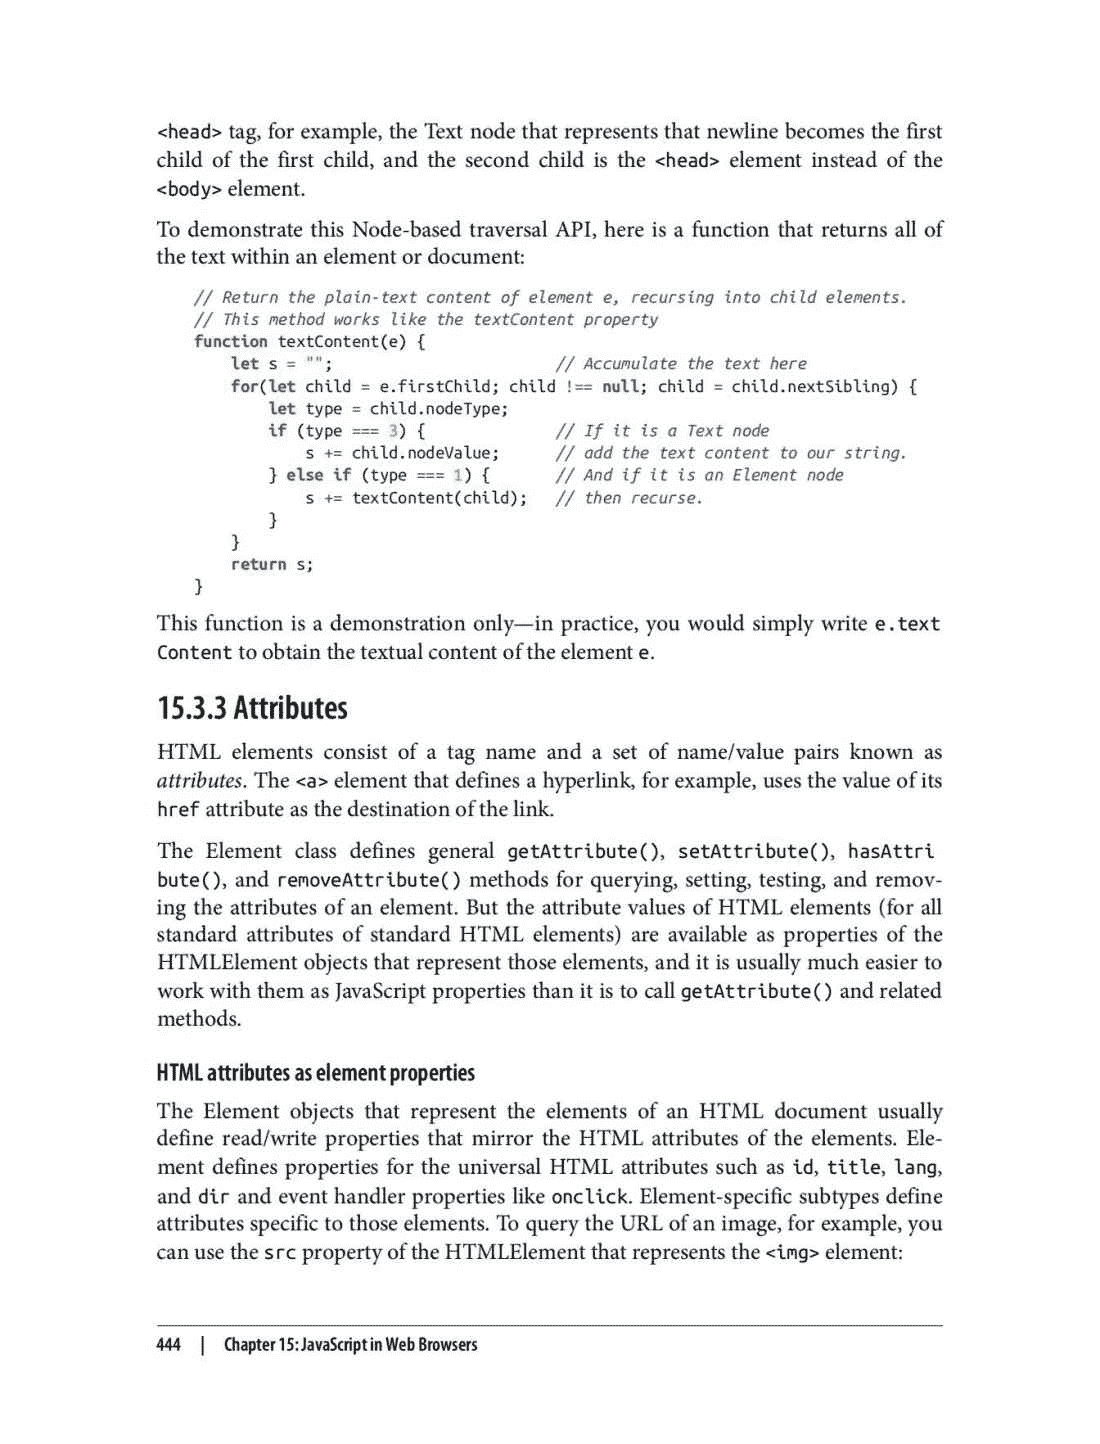 <head> tag, for example, the Text node that represents that newline becomes the first
child of the first child, and the second child is the <head> element instead of the
<body> element.
To demonstrate this Node-based traversal API, here is a function that returns all of
the text within an element or document:
// Return the plain-text content of element e, recursing into child elements.
// This method works like the textContent property
function textContent(e) {
    let s = "";                        // Accumulate the text here
    for(let child = e.firstChild; child !== null; child = child.nextSibling) {
        let type = child.nodeType;
        if (type === 3) {              // If it is a Text node
            s += child.nodeValue;      // add the text content to our string.
        } else if (type === 1) {       // And if it is an Element node
            s += textContent(child);   // then recurse.
        }
    }
    return s;
}
This function is a demonstration only—in practice, you would simply write e.text
Content to obtain the textual content of the element e.
15.3.3 Attributes
HTML elements consist of a tag name and a set of name/value pairs known as
attributes. The <a> element that defines a hyperlink, for example, uses the value of its
href attribute as the destination of the link.
The Element class defines general getAttribute(), setAttribute(), hasAttri
bute(), and removeAttribute() methods for querying, setting, testing, and remov-
ing the attributes of an element. But the attribute values of HTML elements (for all
standard attributes of standard HTML elements) are available as properties of the
HTMLElement objects that represent those elements, and it is usually much easier to
work with them as JavaScript properties than it is to call getAttribute() and related
methods.
HTML attributes as element properties
The Element objects that represent the elements of an HTML document usually
define read/write properties that mirror the HTML attributes of the elements. Ele-
ment defines properties for the universal HTML attributes such as id, title, lang,
and dir and event handler properties like onclick. Element-specific subtypes define
attributes specific to those elements. To query the URL of an image, for example, you
can use the src property of the HTMLElement that represents the <img> element:
444 | Chapter 15: JavaScript in Web Browsers